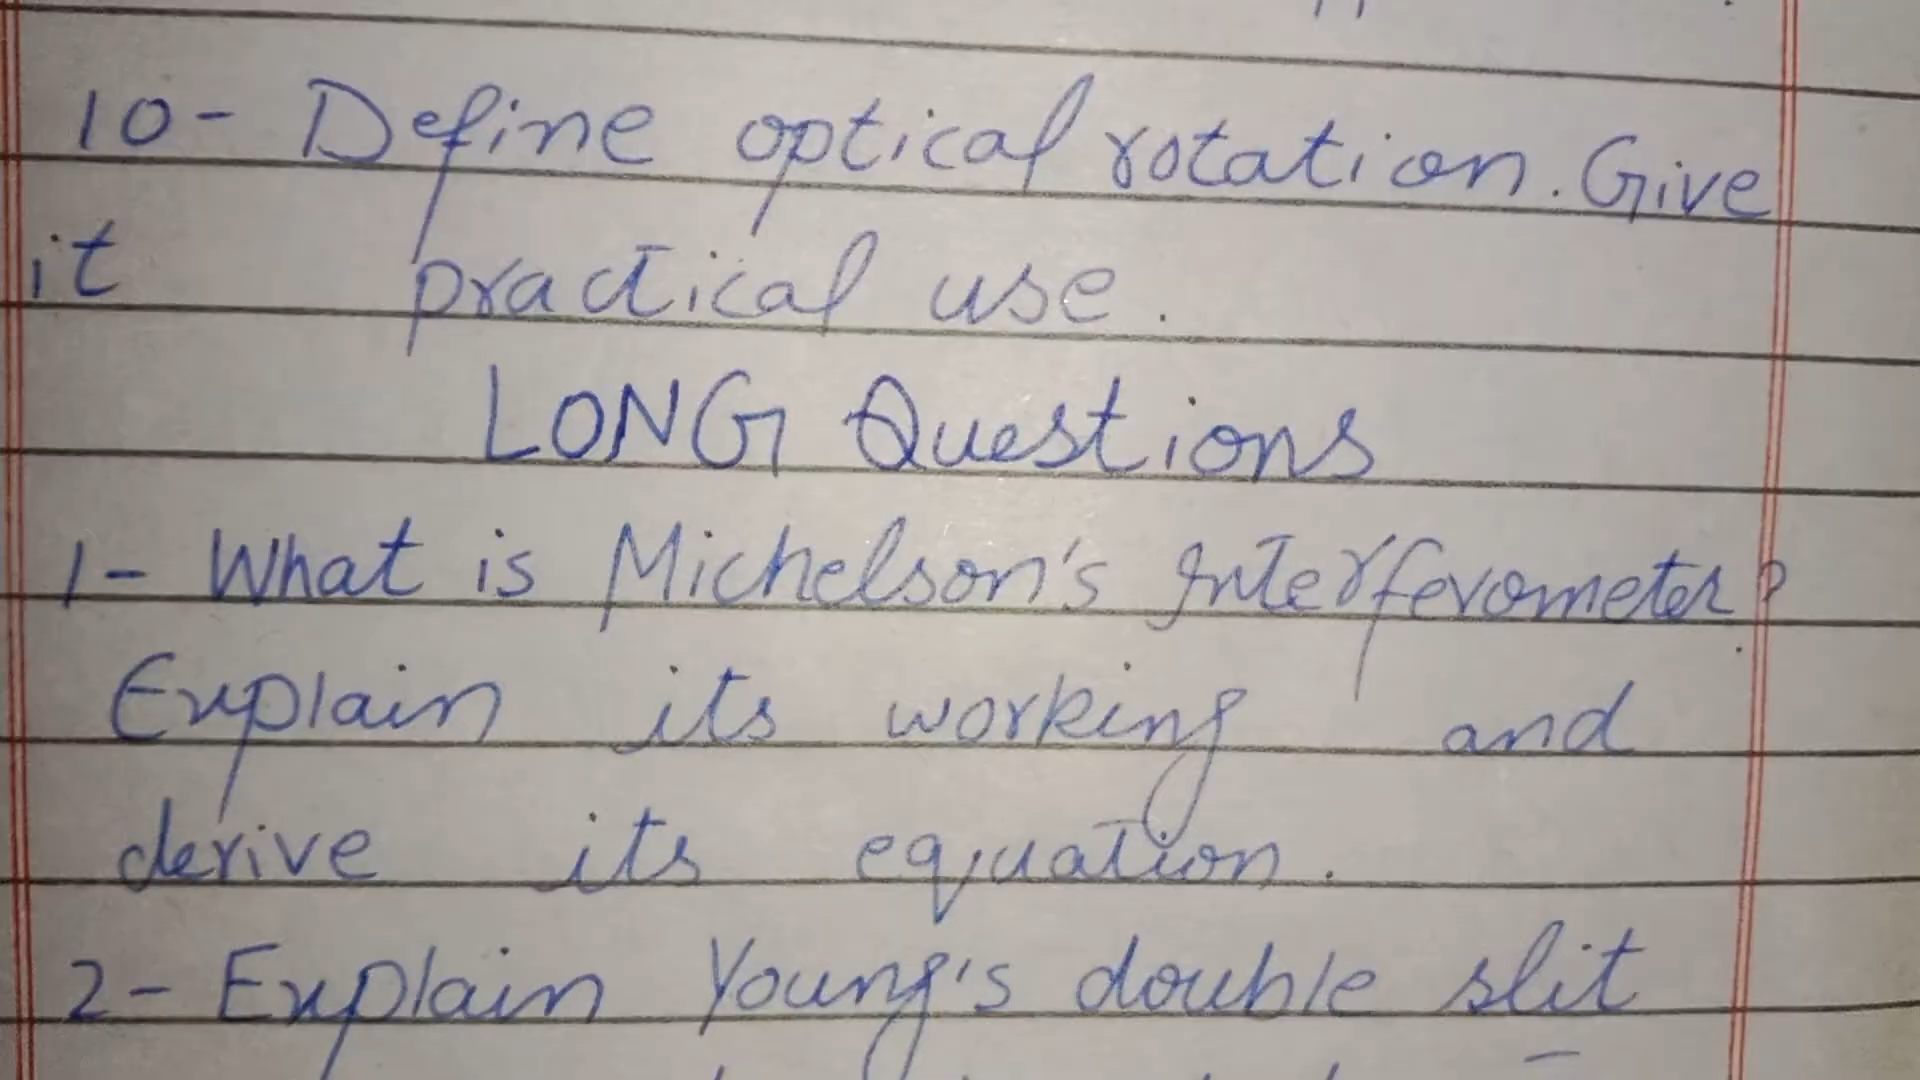 10- Define optical rotation. Give
it practical use.
LONG Questions
1- What is Michelson's Interferometer?
Explain its working and
derive its equation.
2- Explain Young's double slit